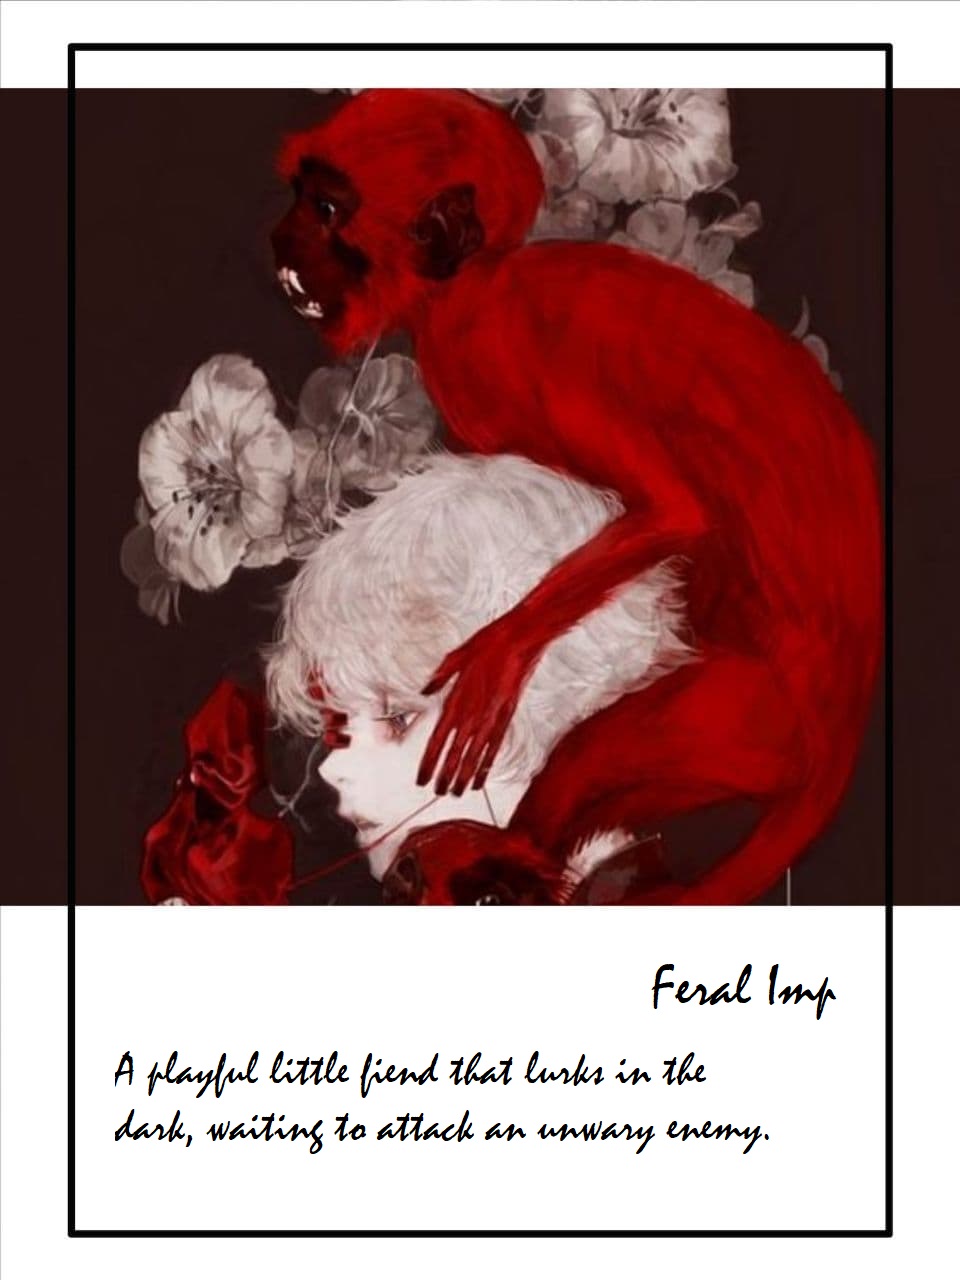 Feral Imp
A playful little fiend that lurks in the
dark, waiting to attack an unwary enemy.